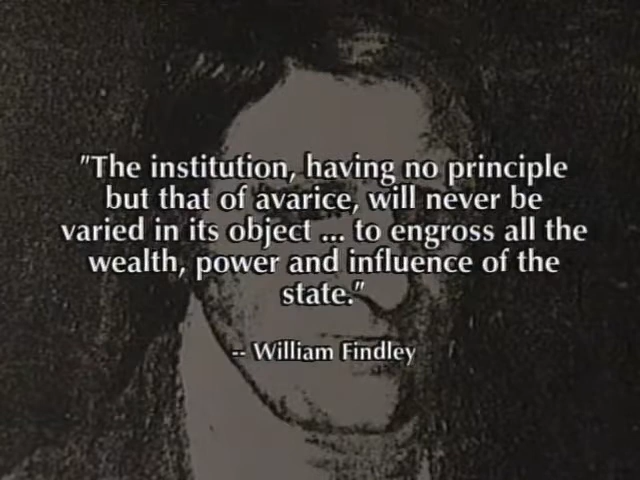 "The institution, having no principle
but that of avarice, will never be
varied in its object ... to engross all the
wealth, power and influence of the
state."
-- William Findley